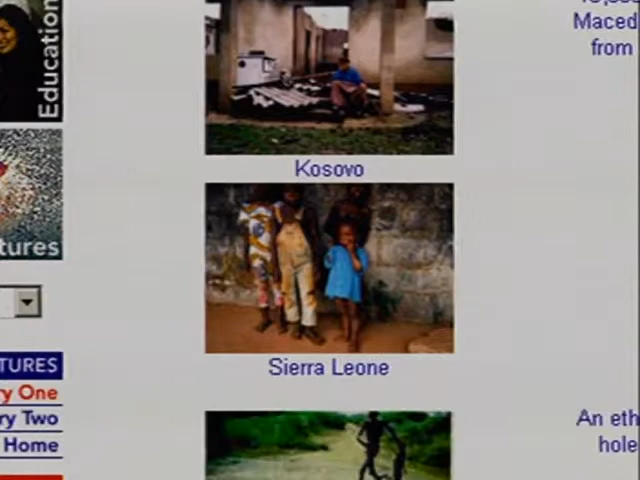 Education
Maced
from
Kosovo
tures
Sierra Leone
TURES
ry One
ry Two
Home
An eth
hole